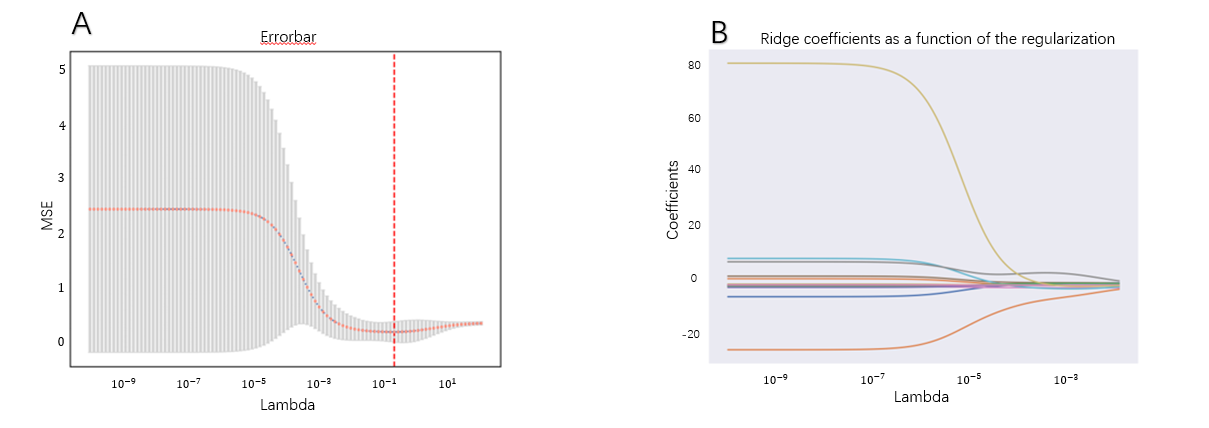 A
Errorbar
5
4
3
2
1
0
MSE
10⁻⁹ 10⁻⁷ 10⁻⁵ 10⁻³ 10⁻¹ 10¹
Lambda
B
Ridge coefficients as a function of the regularization
80
60
40
20
0
-20
Coefficients
10⁻⁹ 10⁻⁷ 10⁻⁵ 10⁻³
Lambda